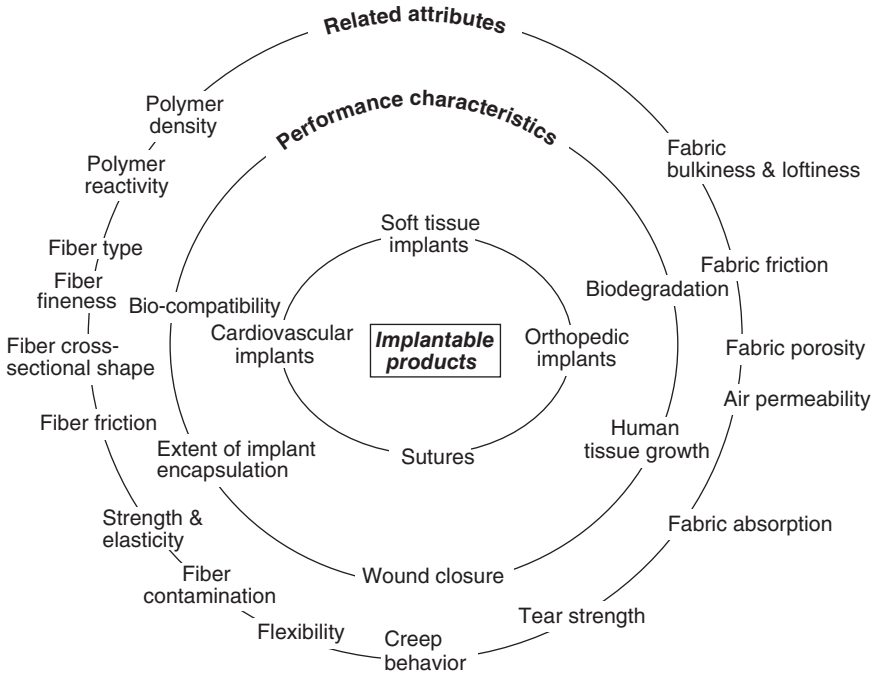 Related attributes
Polymer
density
Polymer
reactivity
Fiber type
Fiber
fineness
Fiber cross-
sectional shape
Fiber friction
Strength &
elasticity
Fiber
contamination
Flexibility
Creep
behavior
Tear strength
Fabric absorption
Air permeability
Fabric porosity
Fabric friction
Fabric
bulkiness & loftiness
Performance characteristics
Bio-compatibility
Extent of implant
encapsulation
Wound closure
Human
tissue growth
Biodegradation
Soft tissue
implants
Cardiovascular
implants
Implantable
products
Orthopedic
implants
Sutures